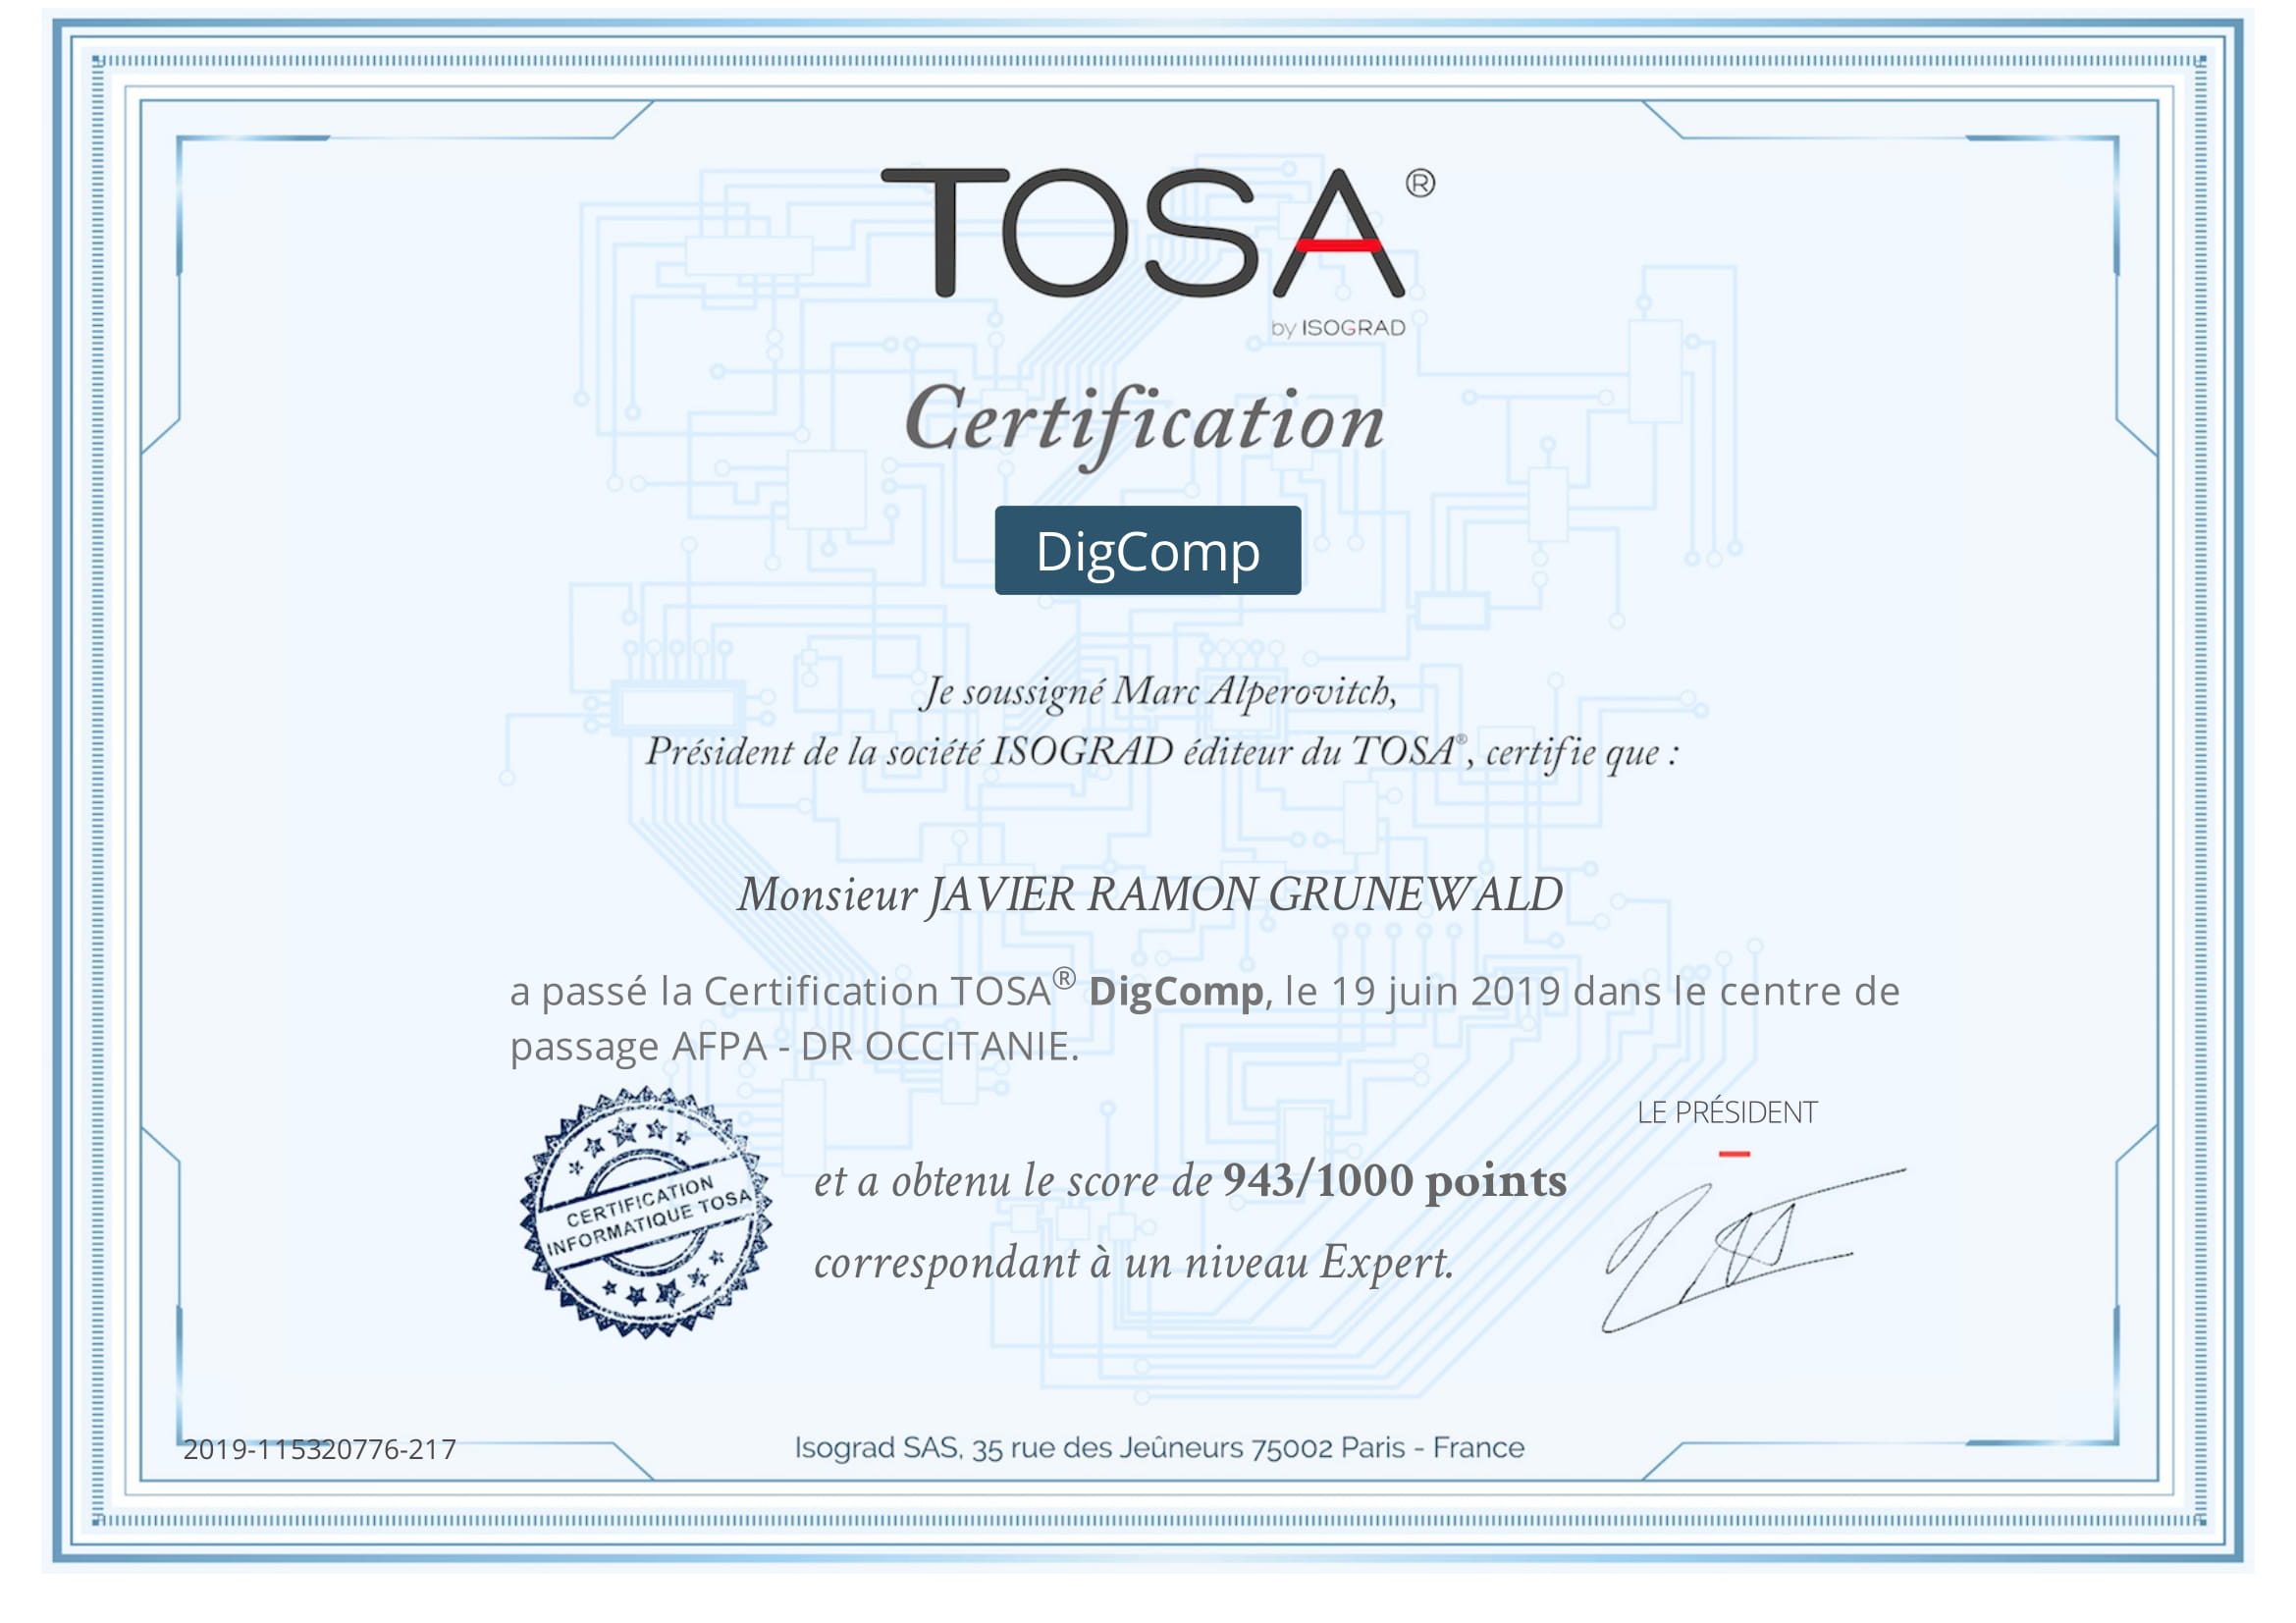 TOSA®
by ISOGRAD
Certification
DigComp
Je soussigné Marc Alperovitch,
Président de la société ISOGRAD éditeur du TOSA®, certifie que :
Monsieur JAVIER RAMON GRUNEWALD
a passé la Certification TOSA® DigComp, le 19 juin 2019 dans le centre de
passage AFPA - DR OCCITANIE.
LE PRÉSIDENT
CERTIFICATION
INFORMATIQUE TOSA
et a obtenu le score de 943/1000 points
correspondant à un niveau Expert.
2019-115320776-217
Isograd SAS, 35 rue des Jeûneurs 75002 Paris - France